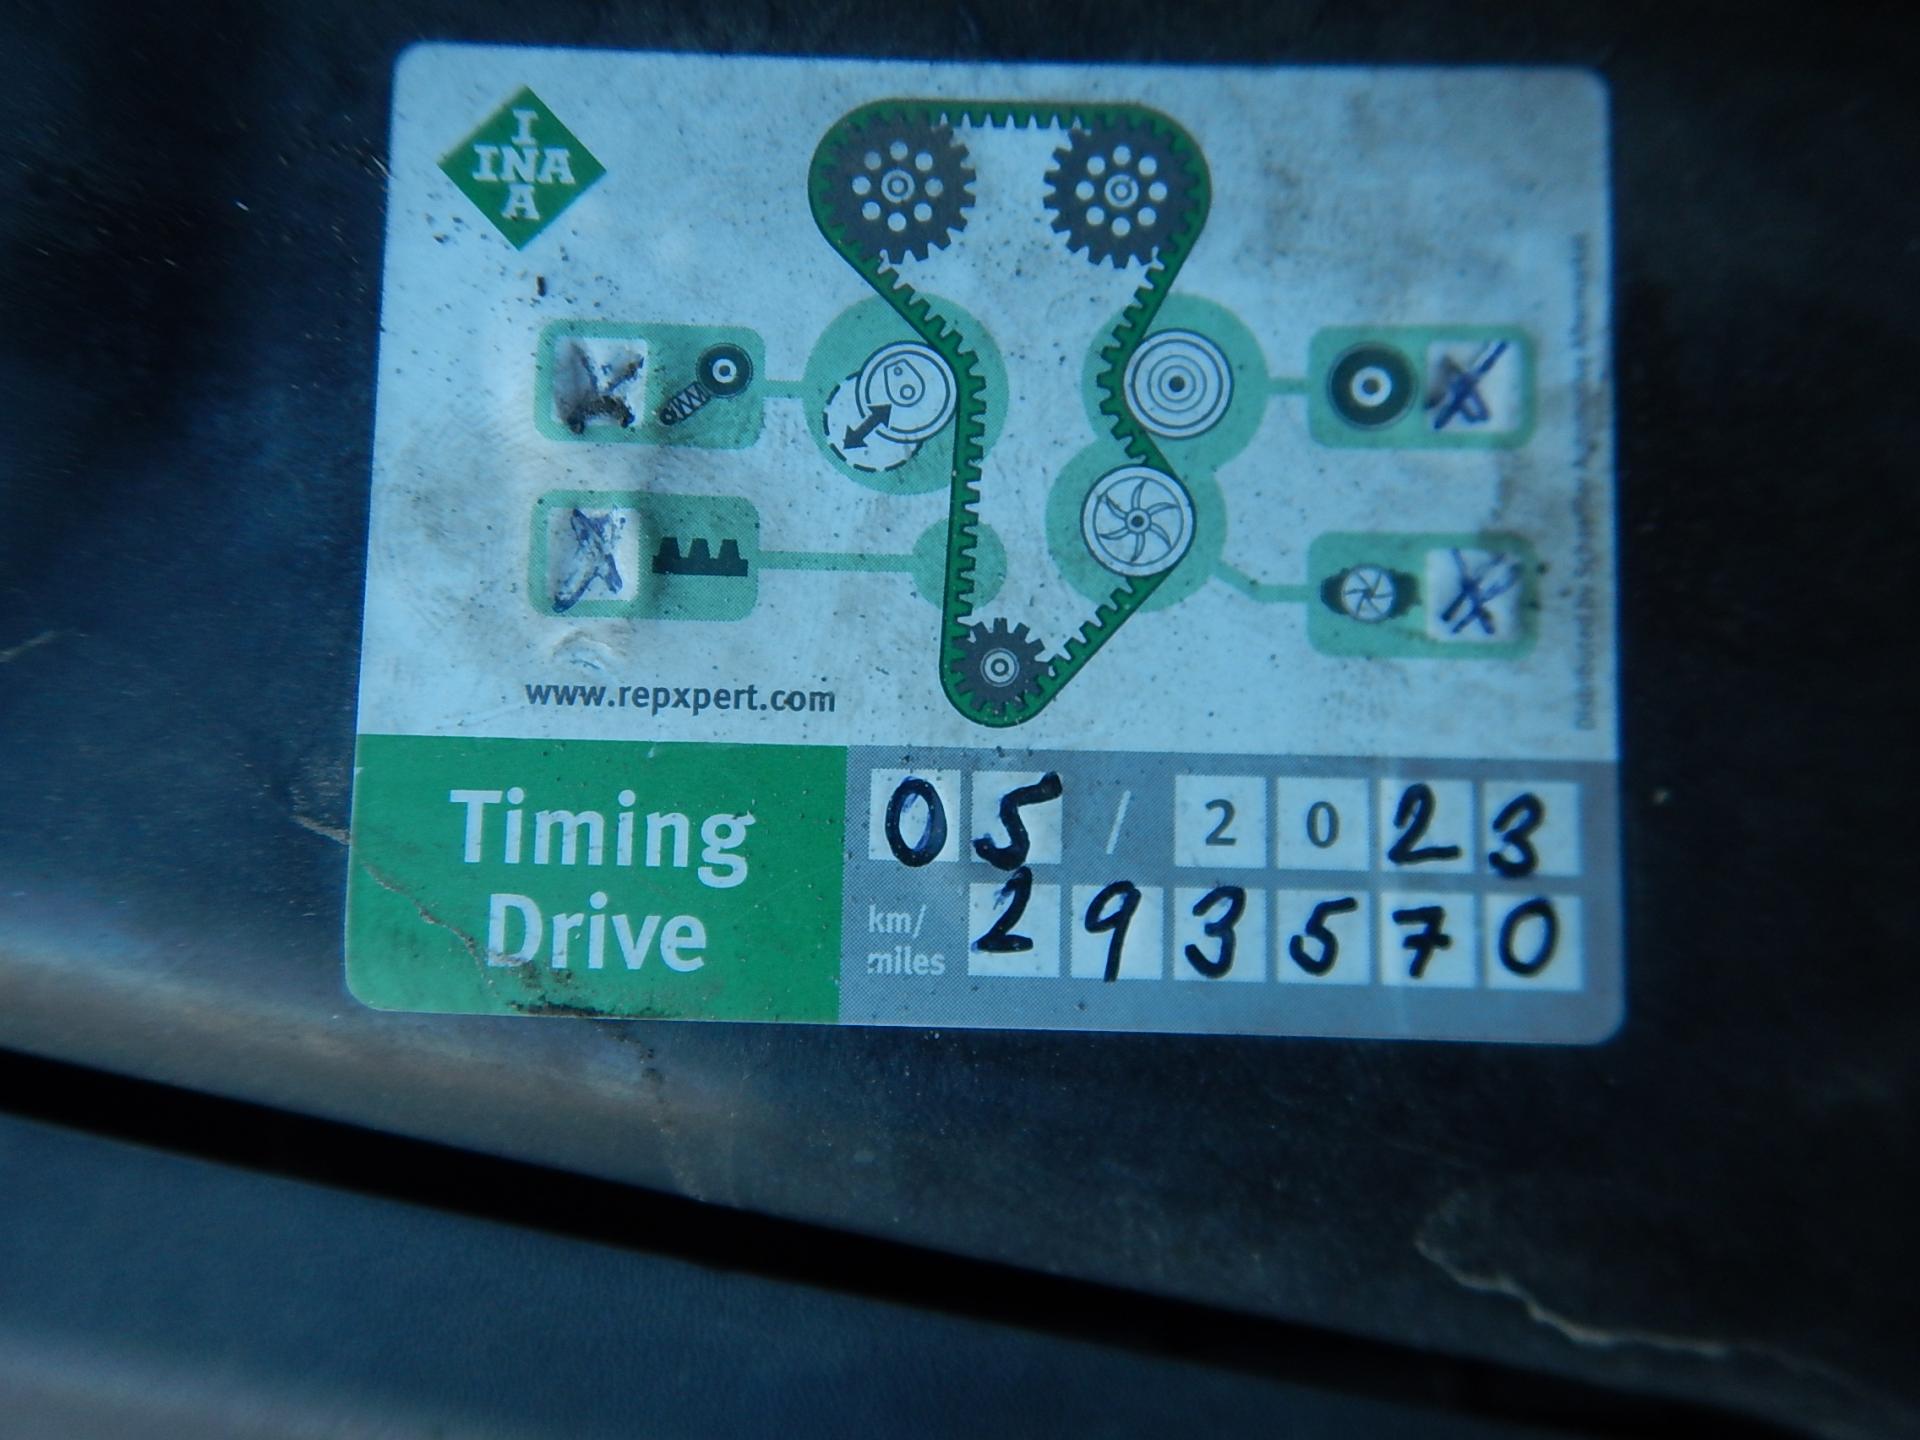 I
INA
A
www.repxpert.com
Timing
Drive
05 / 2023
km/
miles
293570